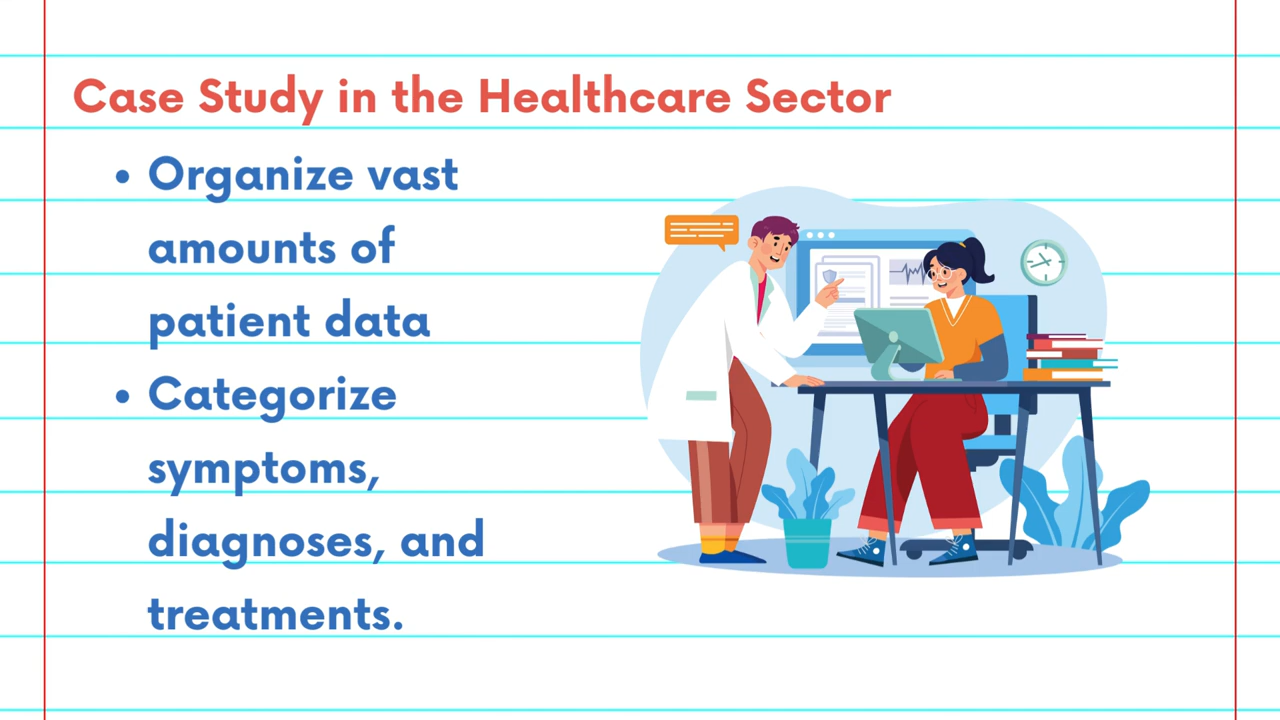 Case Study in the Healthcare Sector
• Organize vast
amounts of
patient data
• Categorize
symptoms,
diagnoses, and
treatments.